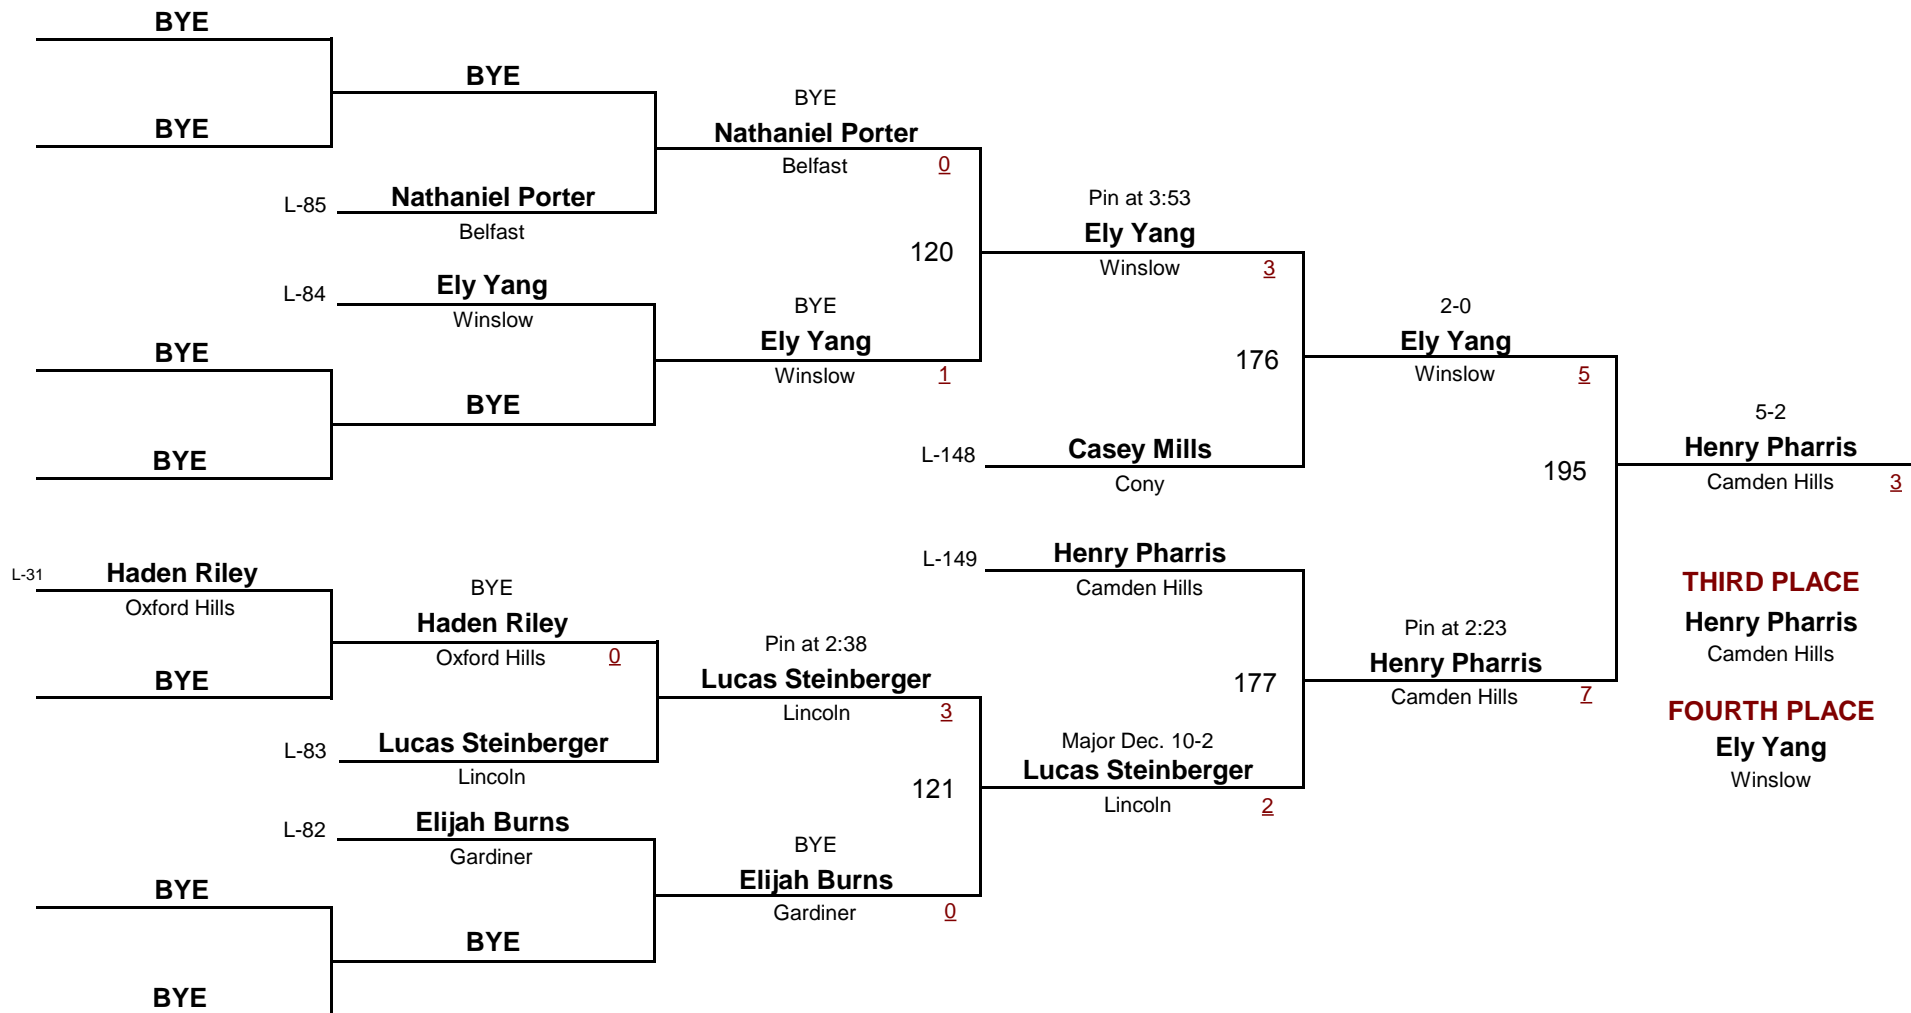 BYE
BYE
BYE
BYE
Nathaniel Porter
Belfast 0
L-85 Nathaniel Porter
Belfast
Pin at 3:53
Ely Yang
Winslow 3
120
L-84 Ely Yang
Winslow
BYE
Ely Yang
Winslow 1
2-0
Ely Yang
Winslow 5
BYE
176
BYE
5-2
Henry Pharris
Camden Hills 3
BYE
L-148 Casey Mills
Cony
195
L-149 Henry Pharris
Camden Hills
L-31 Haden Riley
Oxford Hills
BYE
Haden Riley
Oxford Hills 0
THIRD PLACE
Henry Pharris
Camden Hills
Pin at 2:38
Lucas Steinberger
Lincoln 3
Pin at 2:23
Henry Pharris
Camden Hills 7
BYE
177
FOURTH PLACE
Ely Yang
Winslow
L-83 Lucas Steinberger
Lincoln
Major Dec. 10-2
Lucas Steinberger
Lincoln 2
121
L-82 Elijah Burns
Gardiner
BYE
Elijah Burns
Gardiner 0
BYE
BYE
BYE